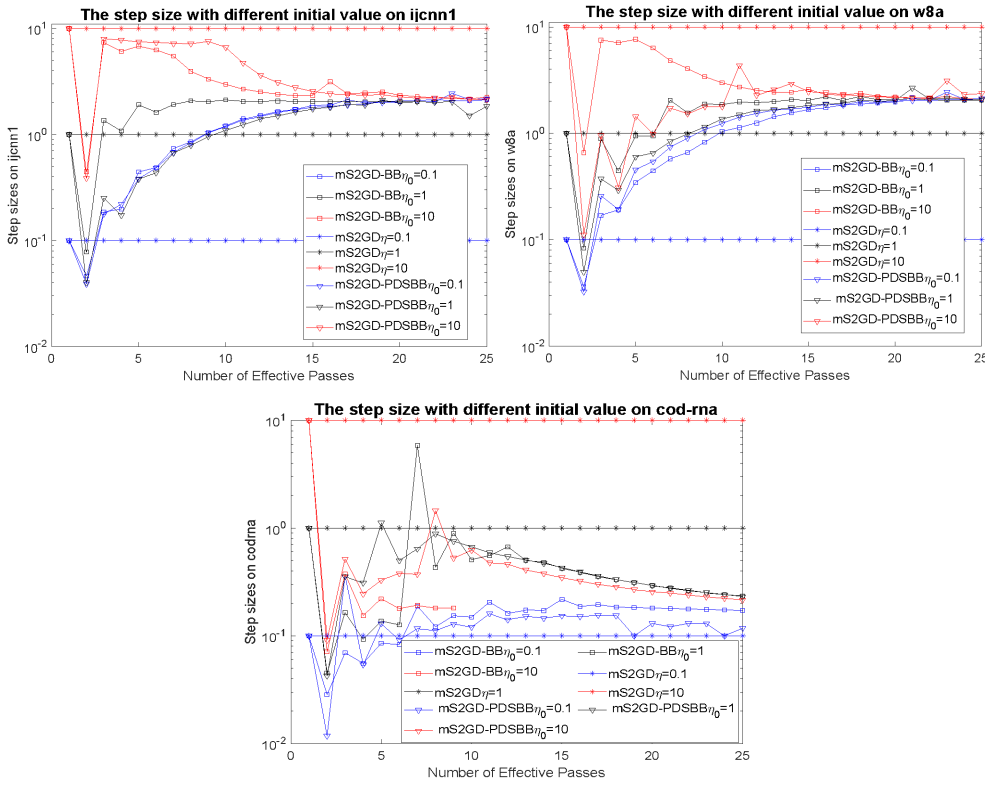 The step size with different initial value on ijcnn1
Step sizes on ijcnn1
10^1
10^0
10^-1
10^-2
0 5 10 15 20 25
Number of Effective Passes
mS2GD-BBη0=0.1
mS2GD-BBη0=1
mS2GD-BBη0=10
mS2GDη=0.1
mS2GDη=1
mS2GDη=10
mS2GD-PDSBBη0=0.1
mS2GD-PDSBBη0=1
mS2GD-PDSBBη0=10
The step size with different initial value on w8a
Step sizes on w8a
10^1
10^0
10^-1
10^-2
0 5 10 15 20 25
Number of Effective Passes
mS2GD-BBη0=0.1
mS2GD-BBη0=1
mS2GD-BBη0=10
mS2GDη=0.1
mS2GDη=1
mS2GDη=10
mS2GD-PDSBBη0=0.1
mS2GD-PDSBBη0=1
mS2GD-PDSBBη0=10
The step size with different initial value on cod-rna
Step sizes on codrna
10^1
10^0
10^-1
10^-2
0 5 10 15 20 25
Number of Effective Passes
mS2GD-BBη0=0.1 mS2GD-BBη0=1
mS2GD-BBη0=10 mS2GDη=0.1
mS2GDη=1 mS2GDη=10
mS2GD-PDSBBη0=0.1 mS2GD-PDSBBη0=1
mS2GD-PDSBBη0=10